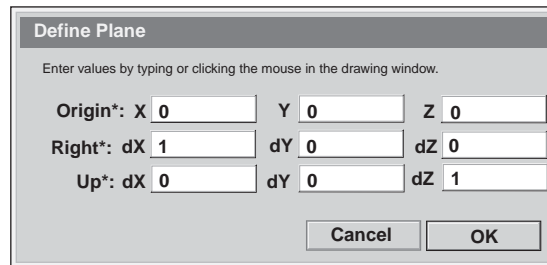 Define Plane
Enter values by typing or clicking the mouse in the drawing window.
Origin*: X 0 Y 0 Z 0
Right*: dX 1 dY 0 dZ 0
Up*: dX 0 dY 0 dZ 1
Cancel OK